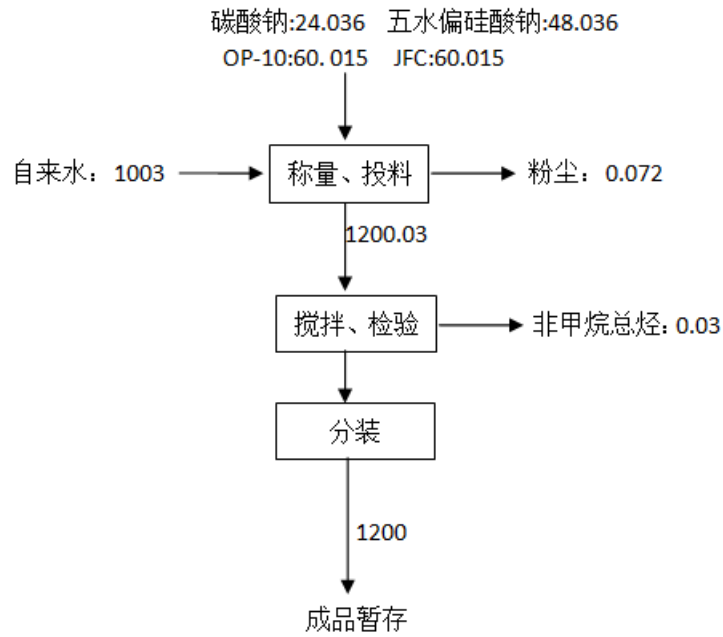 碳酸钠:24.036 五水偏硅酸钠:48.036
OP-10:60. 015 JFC:60.015
自来水：1003
称量、投料
粉尘：0.072
1200.03
搅拌、检验
非甲烷总烃：0.03
分装
1200
成品暂存